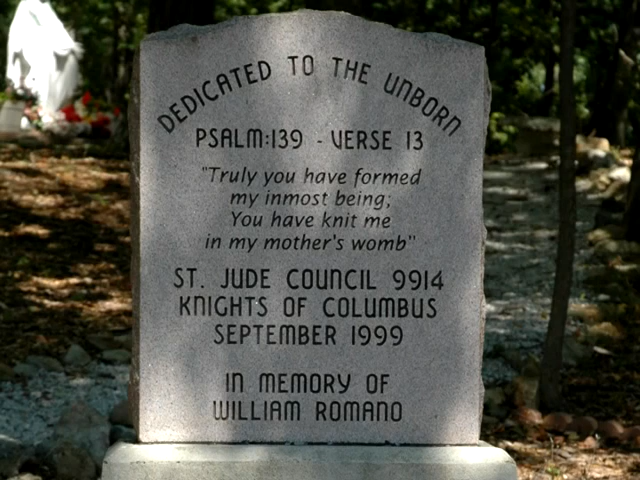 DEDICATED TO THE UNBORN
PSALM:139 - VERSE 13
"Truly you have formed
my inmost being;
You have knit me
in my mother's womb"
ST. JUDE COUNCIL 9914
KNIGHTS OF COLUMBUS
SEPTEMBER 1999
IN MEMORY OF
WILLIAM ROMANO